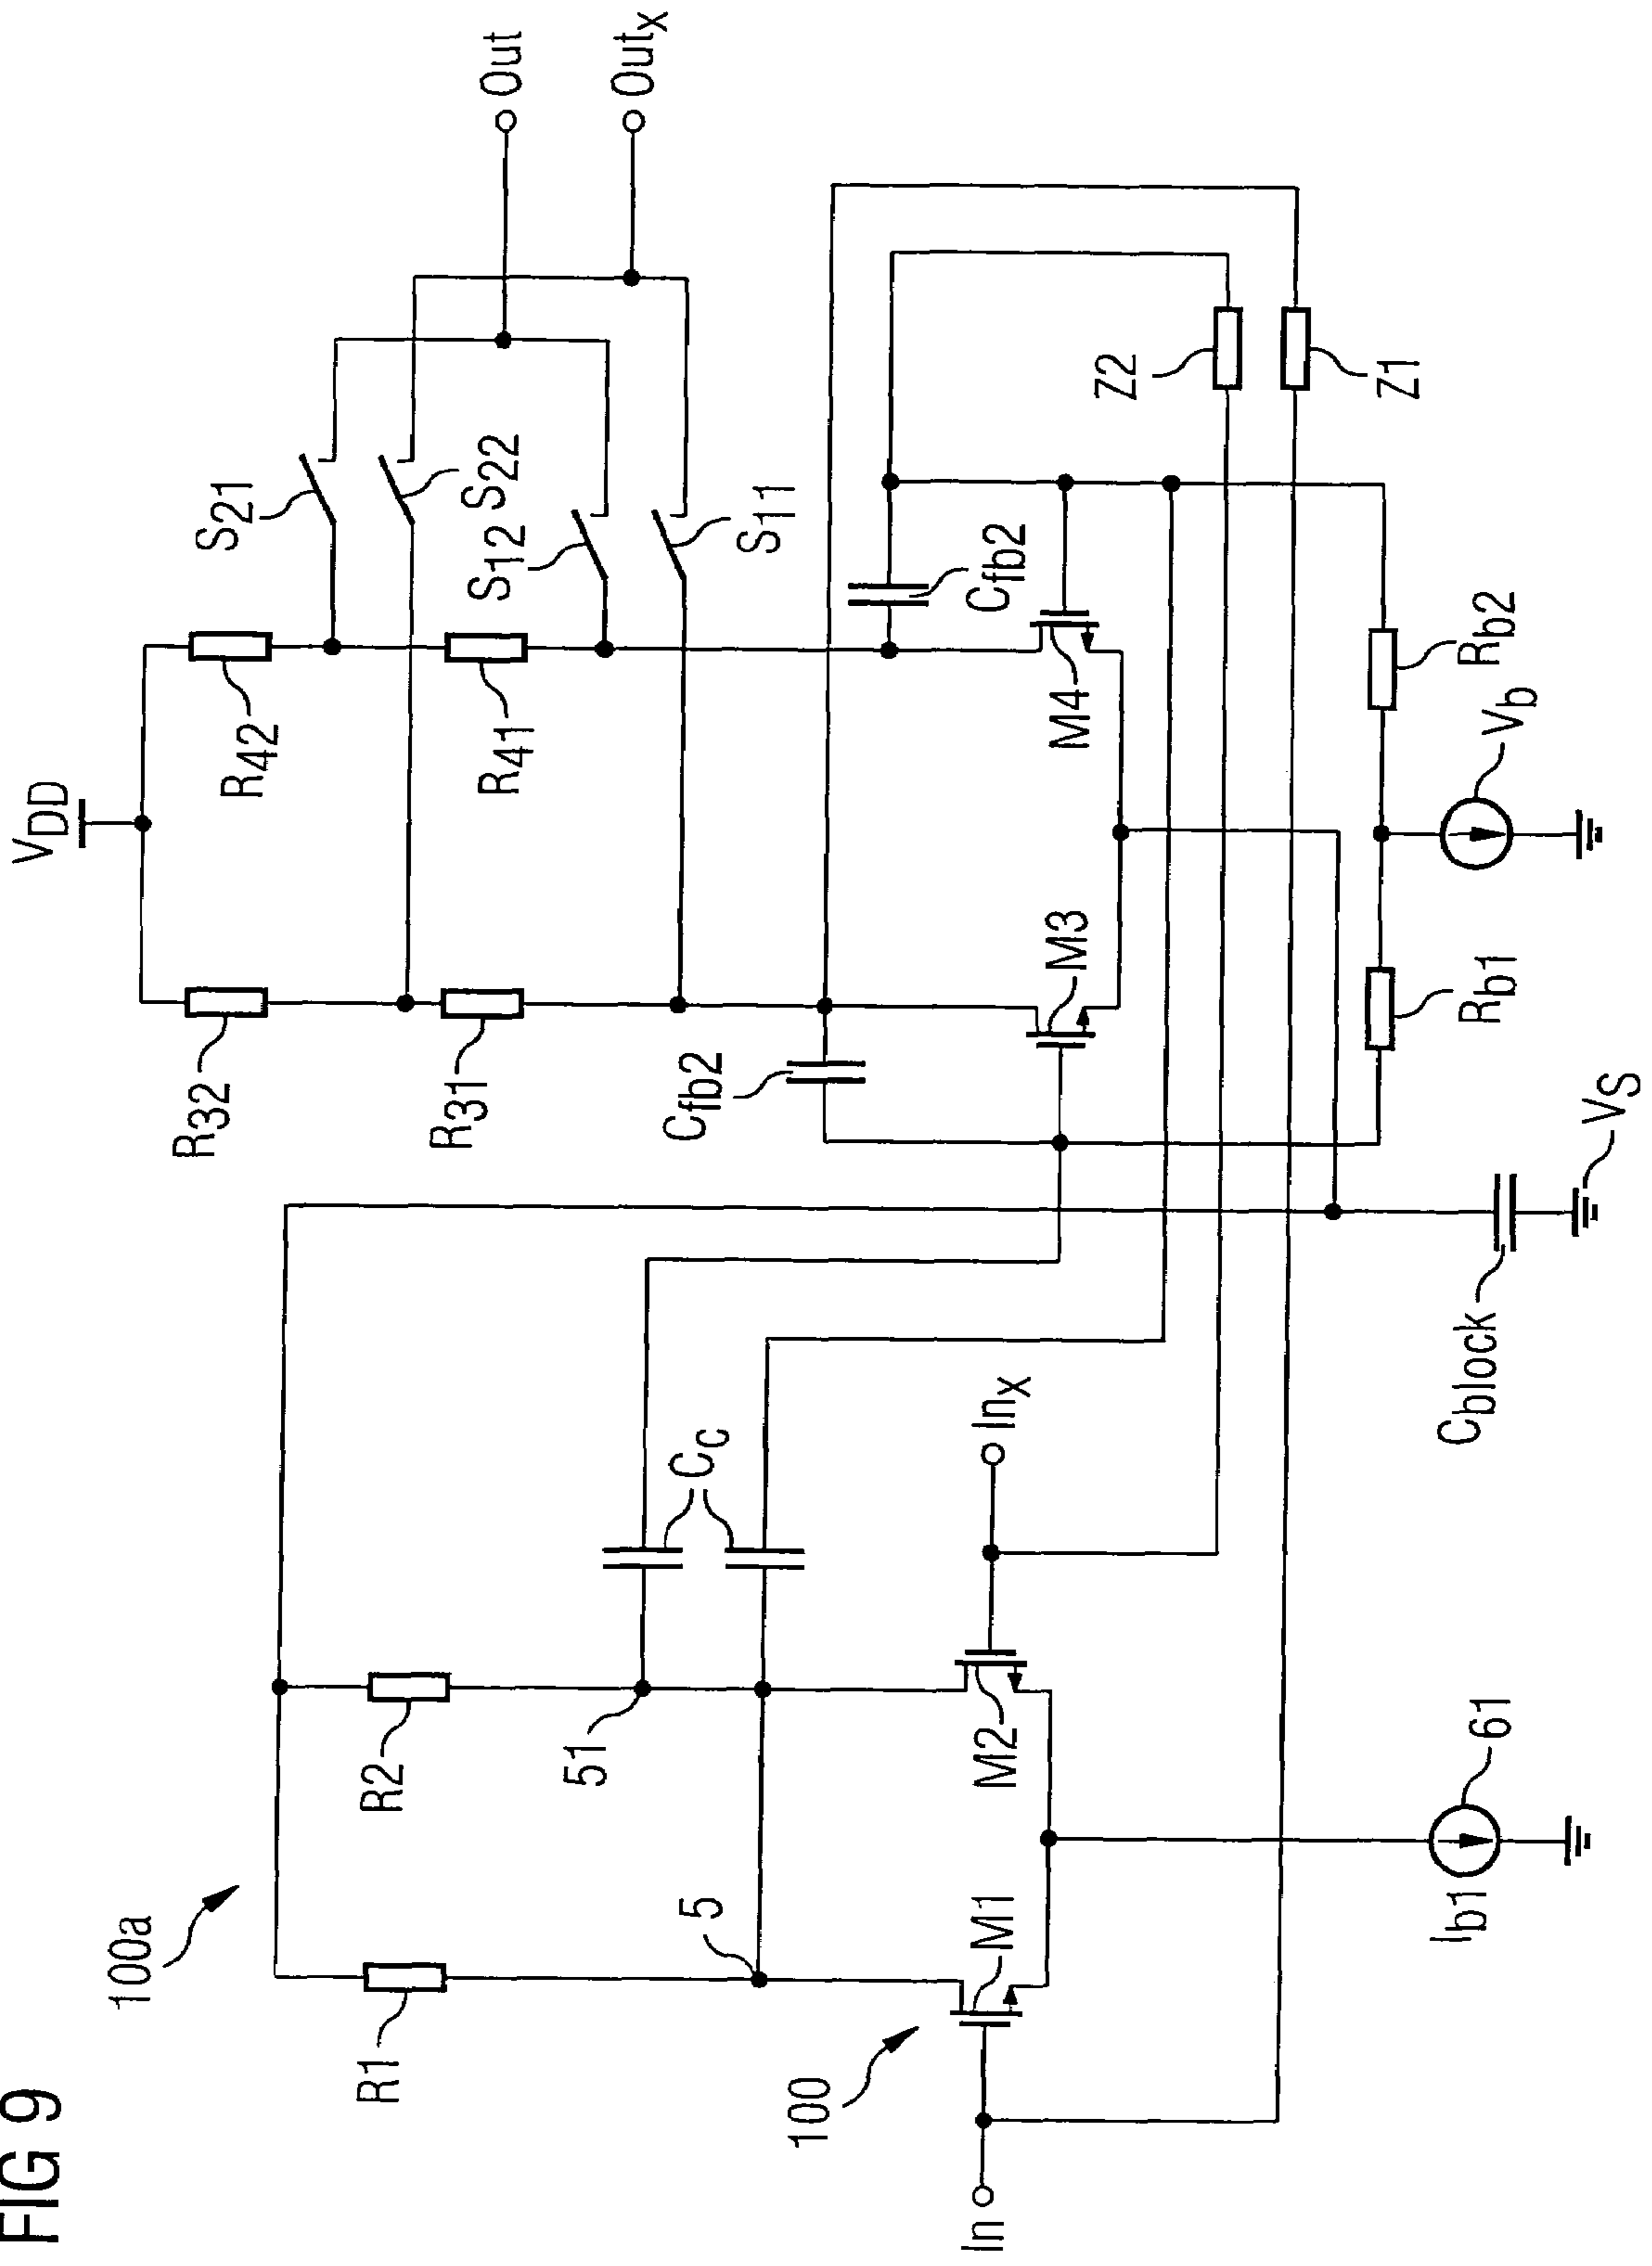 FIG 9
100a
VDD
R42
S21
Out
R32
S22
Outx
R41
S12
R31
S11
R2
R1
51
Cc
Cfb2
Cfb2
5
Z2
Inx
M1
M2
M3
M4
100
In
Z1
Rb1
Rb2
Vb
Cblock
VS
Ib1
61